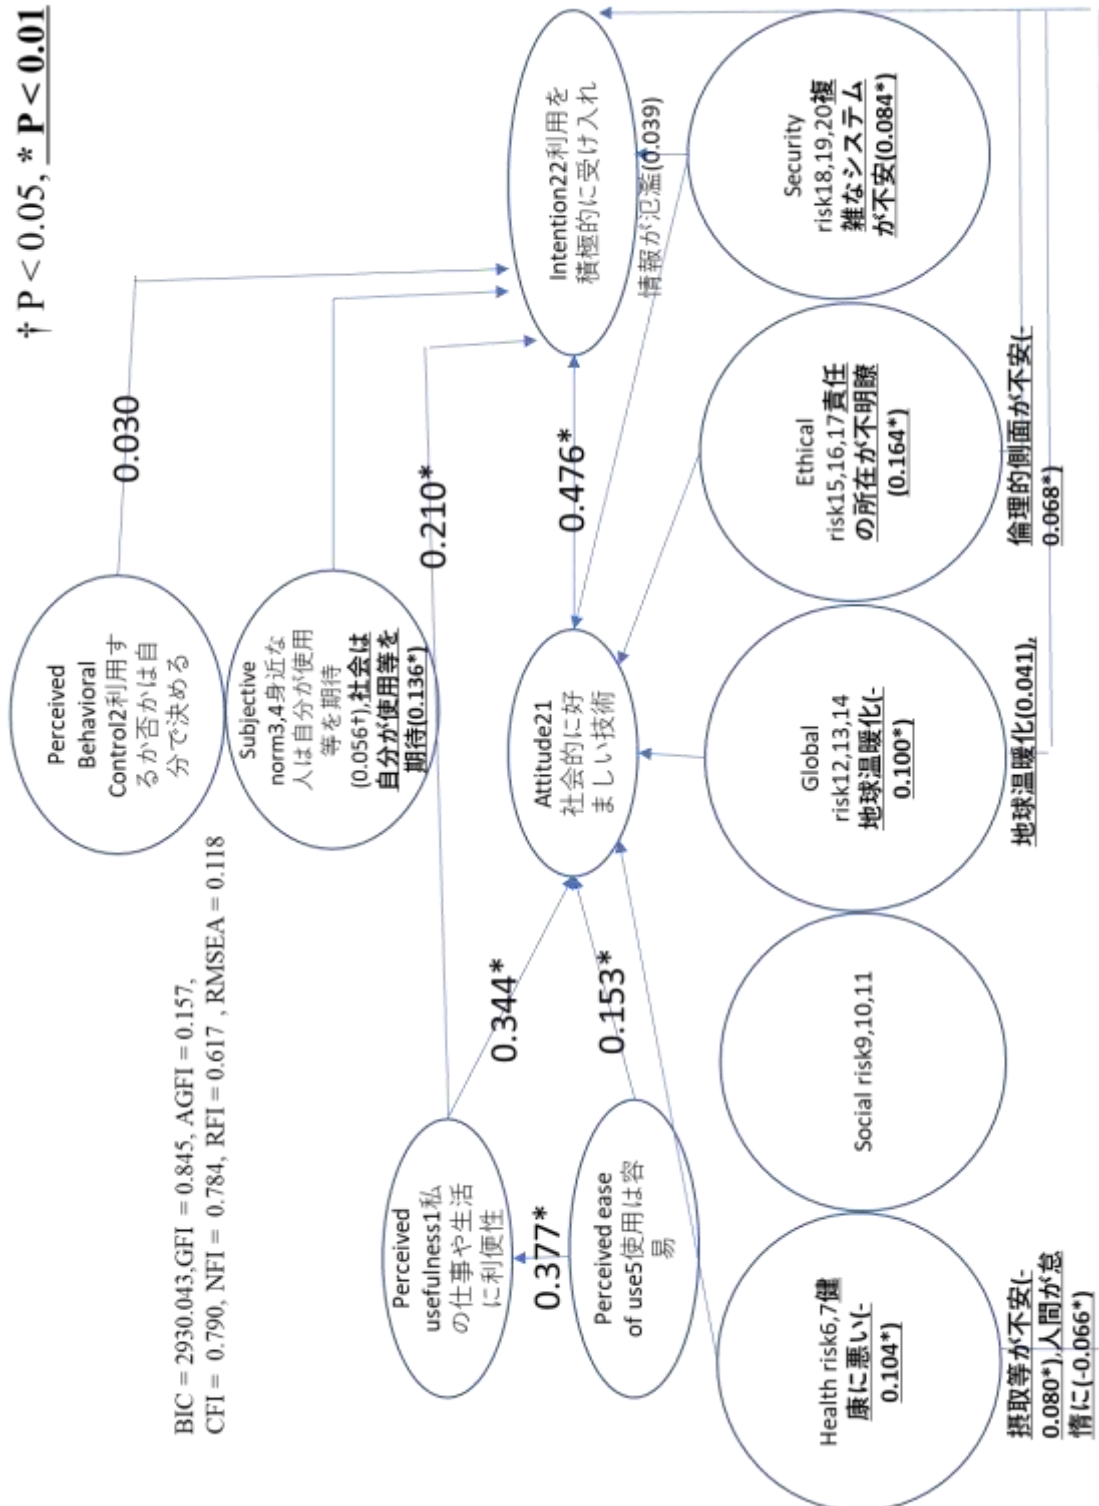 † P < 0.05, * P < 0.01
BIC = 2930.043,GFI = 0.845, AGFI = 0.157,
CFI = 0.790, NFI = 0.784, RFI = 0.617 , RMSEA = 0.118
Perceived
Behavioral
Control2利用す
るか否かは自
分で決める
0.030
Subjective
norm3,4身近な
人は自分が使用
等を期待
(0.056†),社会は
自分が使用等を
期待(0.136*)
0.210*
Perceived
usefulness1私
の仕事や生活
に利便性
0.344*
0.377*
Perceived ease
of use5使用は容
易
0.153*
Attitude21
社会的に好
ましい技術
0.476*
Intention22利用を
積極的に受け入れ
情報が氾濫(0.039)
Health risk6,7健
康に悪い(-
0.104*)
Social risk9,10,11
Global
risk12,13,14
地球温暖化(-
0.100*)
Ethical
risk15,16,17責任
の所在が不明瞭
(0.164*)
Security
risk18,19,20複
雑なシステム
が不安(0.084*)
摂取等が不安(-
0.080*),人間が怠
惰に(-0.066*)
地球温暖化(0.041),
倫理的側面が不安(-
0.068*)